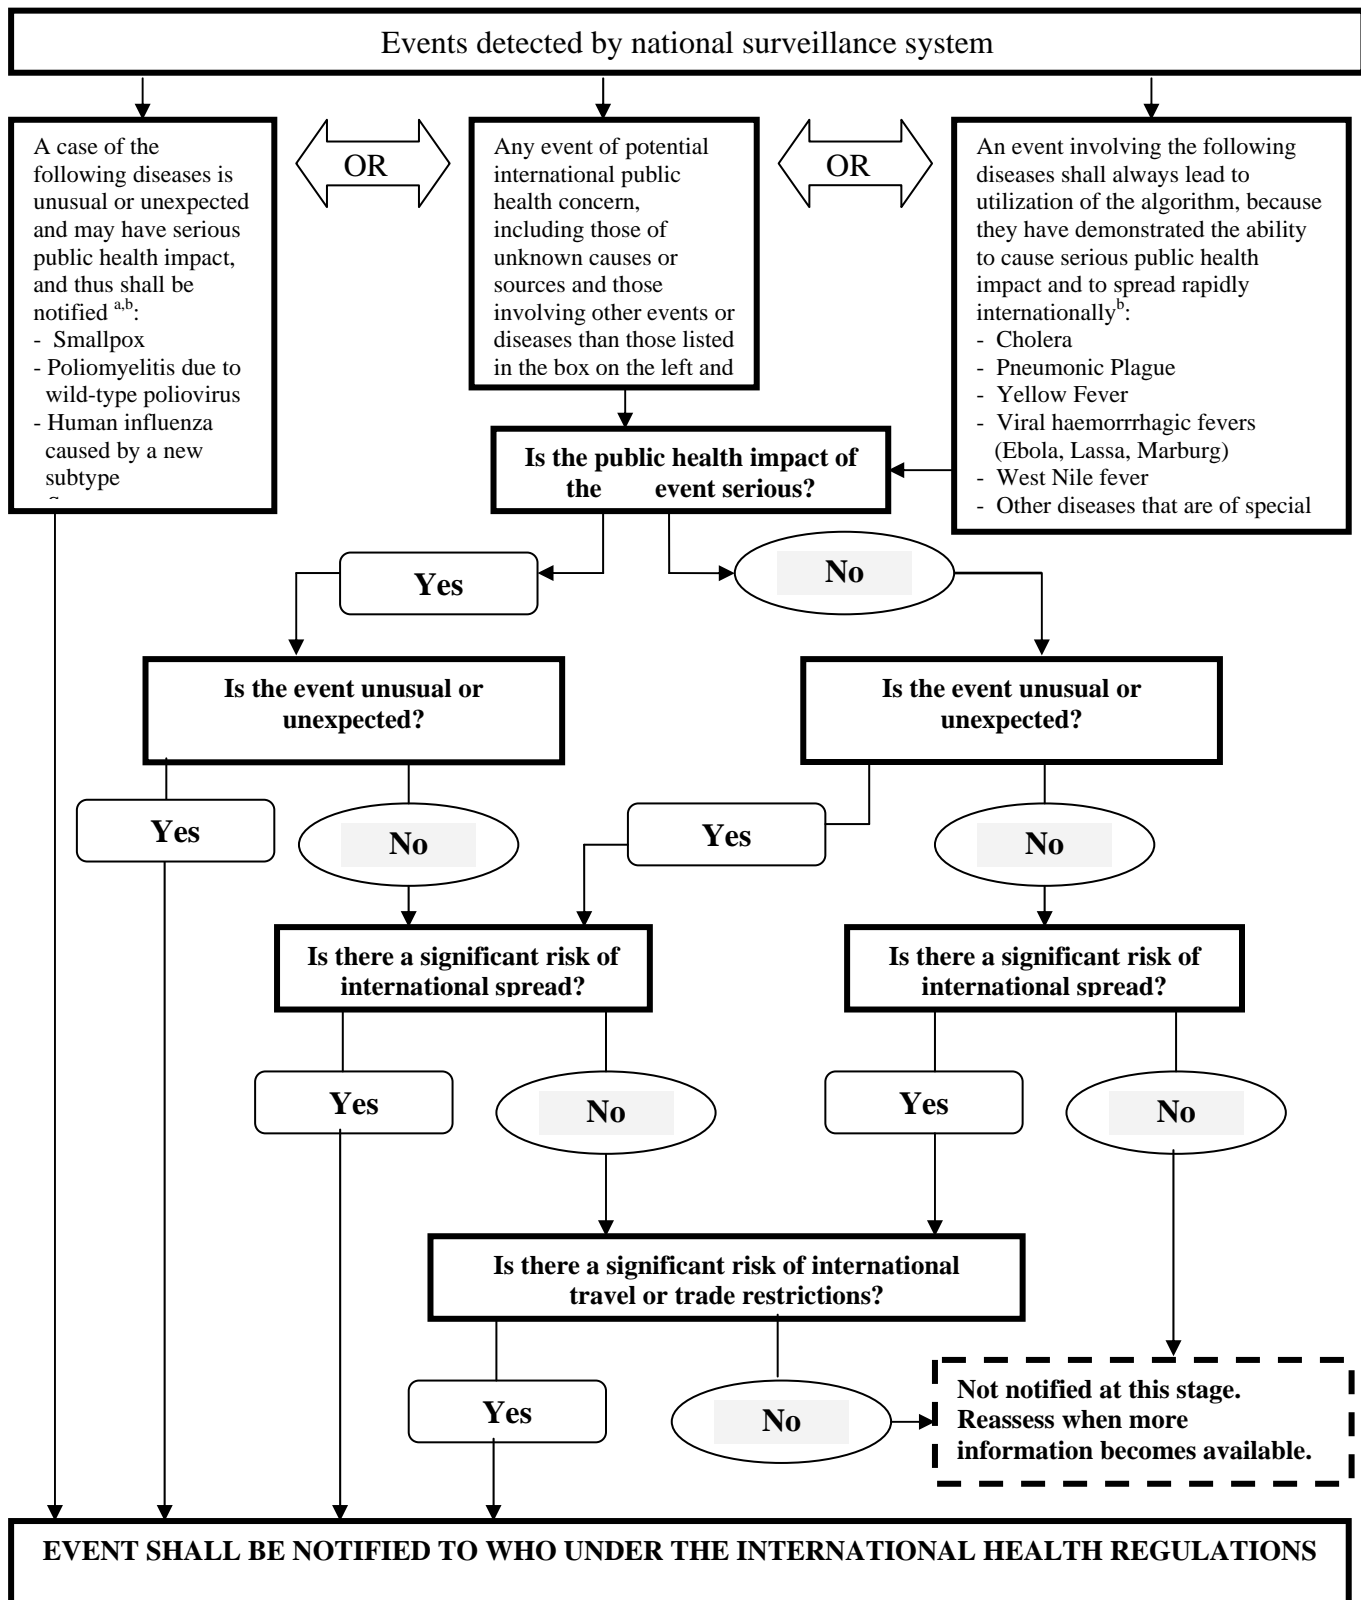 Events detected by national surveillance system
A case of the
following diseases is
unusual or unexpected
and may have serious
public health impact,
and thus shall be
notified a,b:
- Smallpox
- Poliomyelitis due to
wild-type poliovirus
- Human influenza
caused by a new
subtype
OR
Any event of potential
international public
health concern,
including those of
unknown causes or
sources and those
involving other events or
diseases than those listed
in the box on the left and
OR
An event involving the following
diseases shall always lead to
utilization of the algorithm, because
they have demonstrated the ability
to cause serious public health
impact and to spread rapidly
internationallyb:
- Cholera
- Pneumonic Plague
- Yellow Fever
- Viral haemorrrhagic fevers
(Ebola, Lassa, Marburg)
- West Nile fever
- Other diseases that are of special
Is the public health impact of
the event serious?
Yes
No
Is the event unusual or
unexpected?
Is the event unusual or
unexpected?
Yes
No
Yes
No
Is there a significant risk of
international spread?
Is there a significant risk of
international spread?
Yes
No
Yes
No
Is there a significant risk of international
travel or trade restrictions?
Yes
No
Not notified at this stage.
Reassess when more
information becomes available.
EVENT SHALL BE NOTIFIED TO WHO UNDER THE INTERNATIONAL HEALTH REGULATIONS